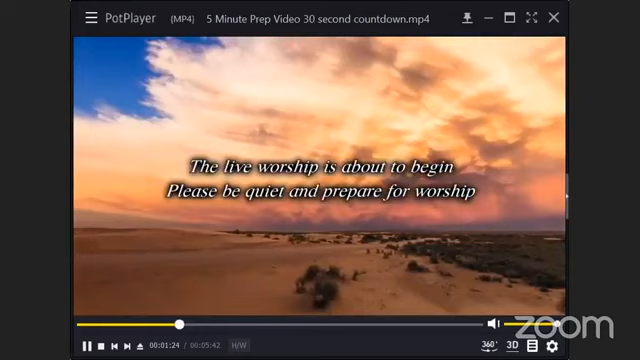 PotPlayer
(MP4)
5 Minute Prep Video 30 second countdown.mp4
The live worship is about to begin
Please be quiet and prepare for worship
00:01:24 / 00:05:42
H/W
360°
3D
zoom